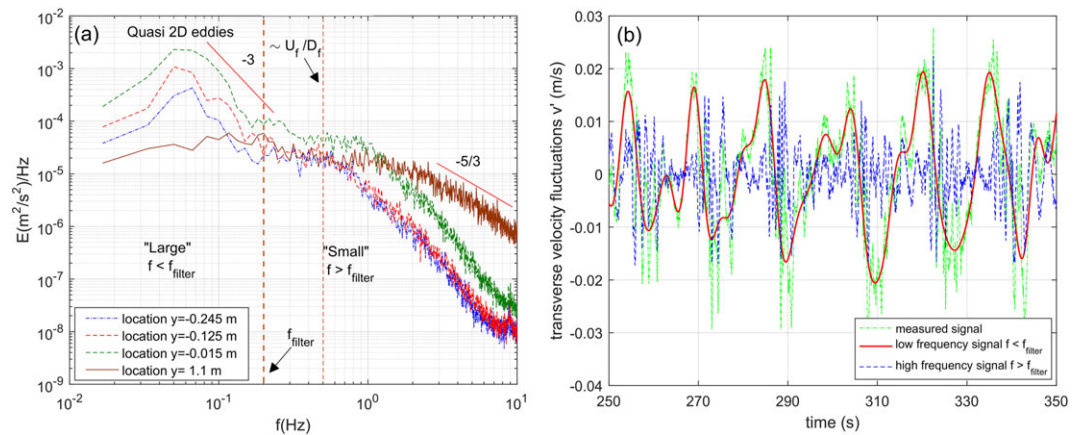 (a)
Quasi 2D eddies
-3
~ U_f /D_f
-5/3
"Large"
f < f_filter
"Small"
f > f_filter
f_filter
location y=-0.245 m
location y=-0.125 m
location y=-0.015 m
location y= 1.1 m
E(m²/s²)/Hz
10⁻²
10⁻³
10⁻⁴
10⁻⁵
10⁻⁶
10⁻⁷
10⁻⁸
10⁻⁹
10⁻² 10⁻¹ 10⁰ 10¹
f(Hz)
(b)
transverse velocity fluctuations v' (m/s)
0.03
0.02
0.01
0
-0.01
-0.02
-0.03
-0.04
measured signal
low frequency signal f < f_filter
high frequency signal f > f_filter
250 270 290 310 330 350
time (s)